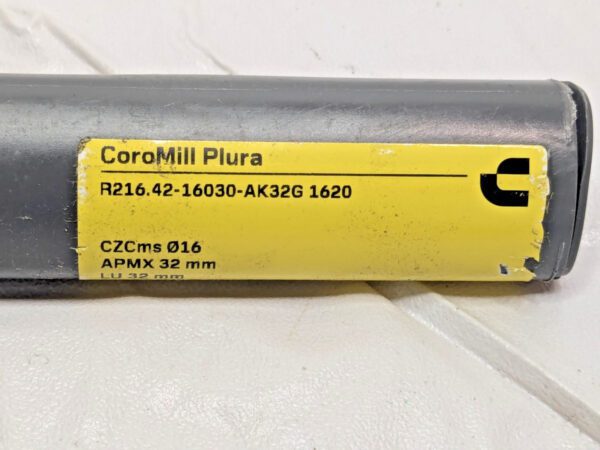 CoroMill Plura
R216.42-16030-AK32G 1620
CZCms Ø16
APMX 32 mm
LU 32 mm